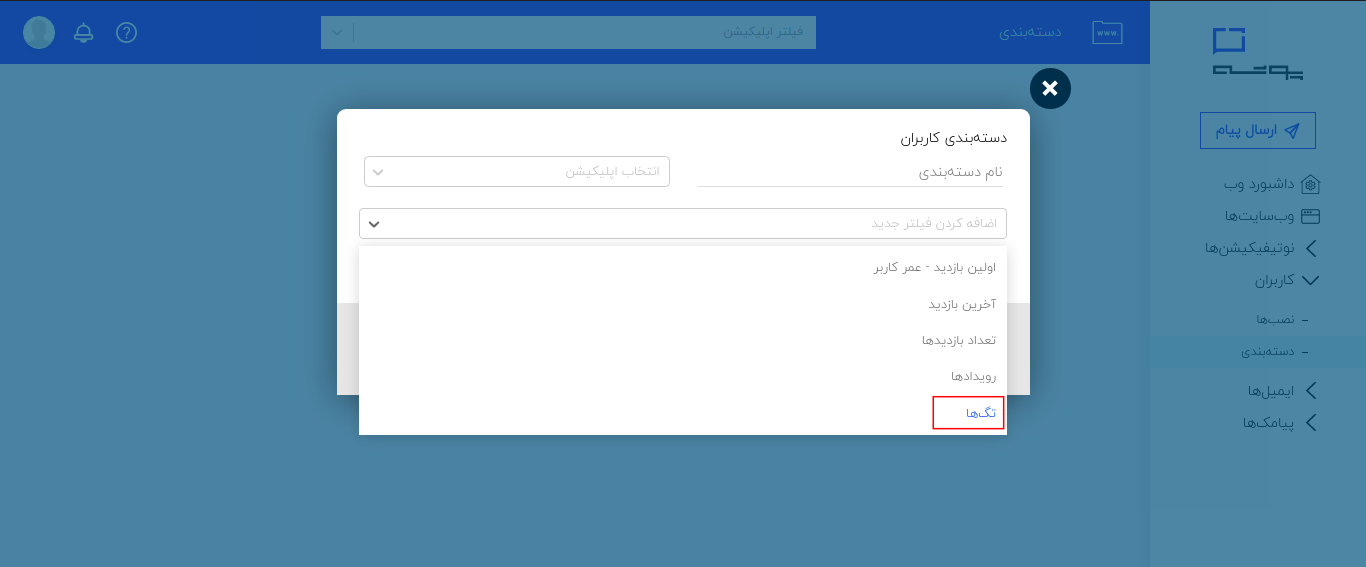 دسته‌بندی
WWW.
فیلتر اپلیکیشن
پوشه
ارسال پیام
داشبورد وب
وب‌سایت‌ها
نوتیفیکیشن‌ها
کاربران
نصب‌ها
دسته‌بندی
ایمیل‌ها
پیامک‌ها
دسته‌بندی کاربران
نام دسته‌بندی
انتخاب اپلیکیشن
اضافه کردن فیلتر جدید
اولین بازدید - عمر کاربر
آخرین بازدید
تعداد بازدیدها
رویدادها
تگ‌ها